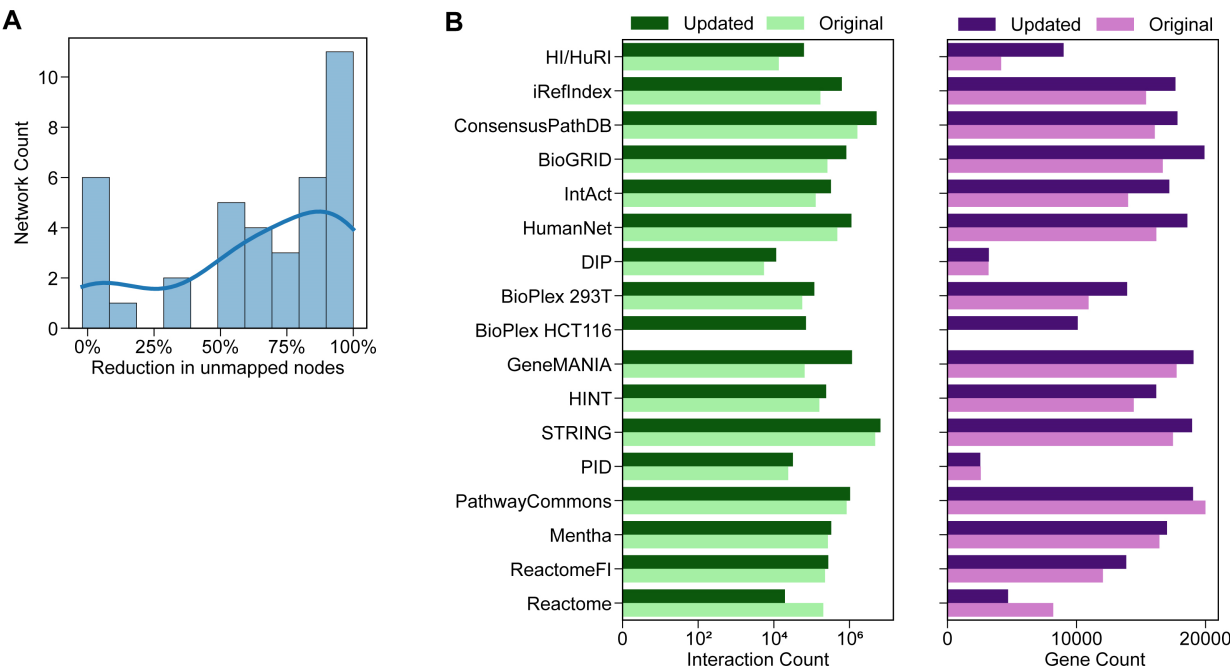 A
Network Count
10
8
6
4
2
0
0% 25% 50% 75% 100%
Reduction in unmapped nodes
B
Updated Original
Updated Original
HI/HuRI
iRefIndex
ConsensusPathDB
BioGRID
IntAct
HumanNet
DIP
BioPlex 293T
BioPlex HCT116
GeneMANIA
HINT
STRING
PID
PathwayCommons
Mentha
ReactomeFI
Reactome
0 10² 10⁴ 10⁶
Interaction Count
0 10000 20000
Gene Count